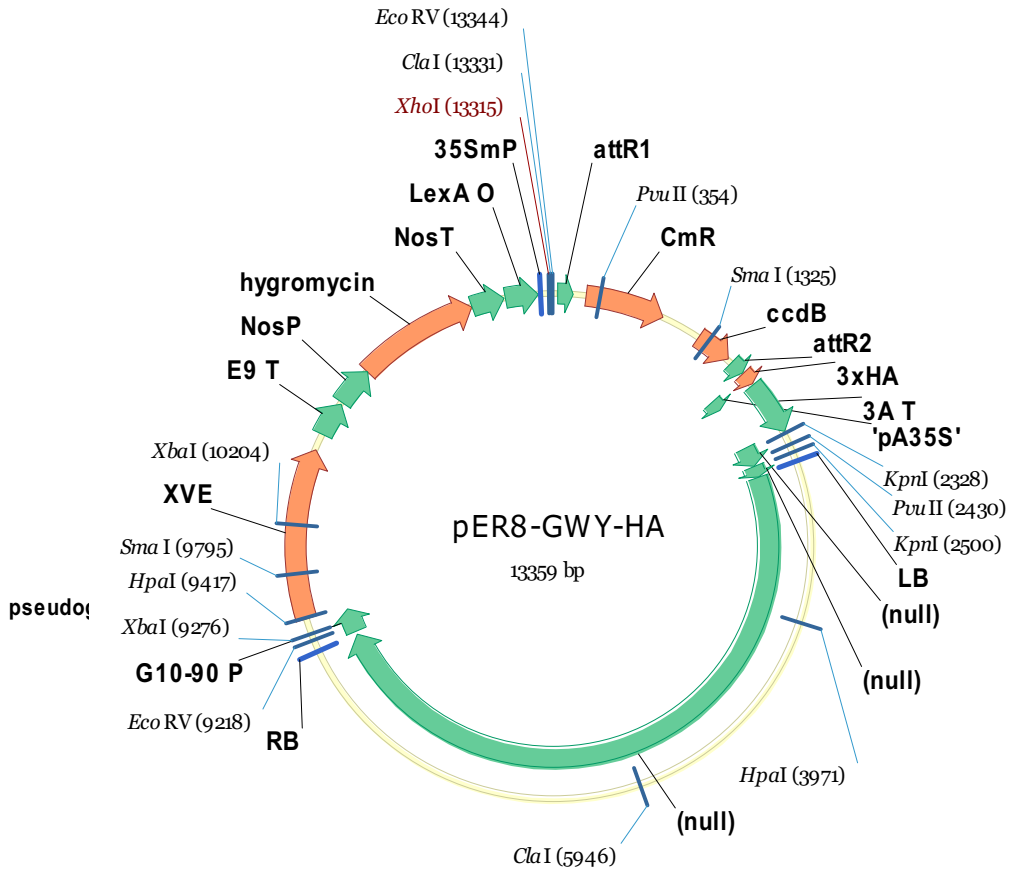 EcoRV (13344)
ClaI (13331)
XhoI (13315)
35SmP
attR1
LexA O
PvuII (354)
NosT
CmR
SmaI (1325)
hygromycin
ccdB
NosP
attR2
E9 T
3xHA
3A T
'pA35S'
XbaI (10204)
KpnI (2328)
XVE
PvuII (2430)
pER8-GWY-HA
SmaI (9795)
KpnI (2500)
13359 bp
HpaI (9417)
LB
pseudog
(null)
XbaI (9276)
G10-90 P
(null)
EcoRV (9218)
RB
HpaI (3971)
(null)
ClaI (5946)